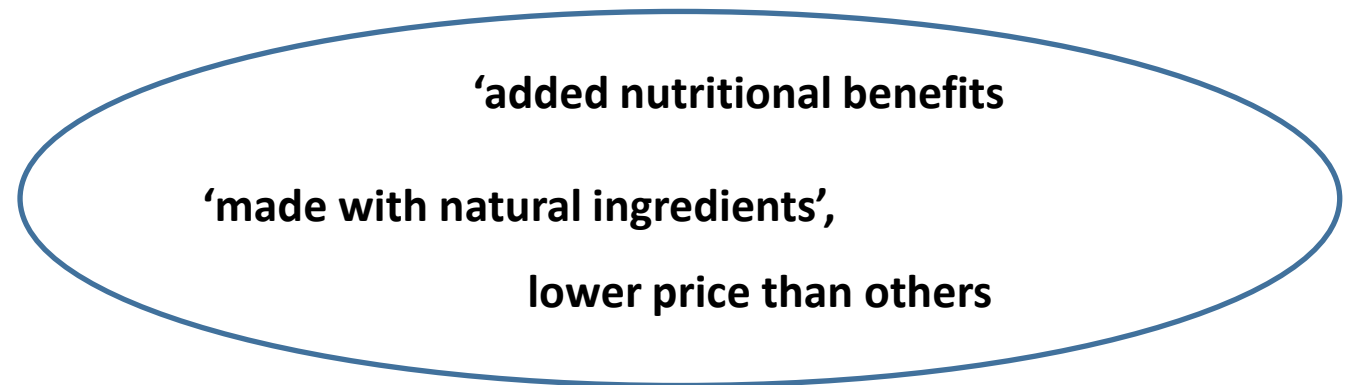 ‘added nutritional benefits
‘made with natural ingredients’,
lower price than others